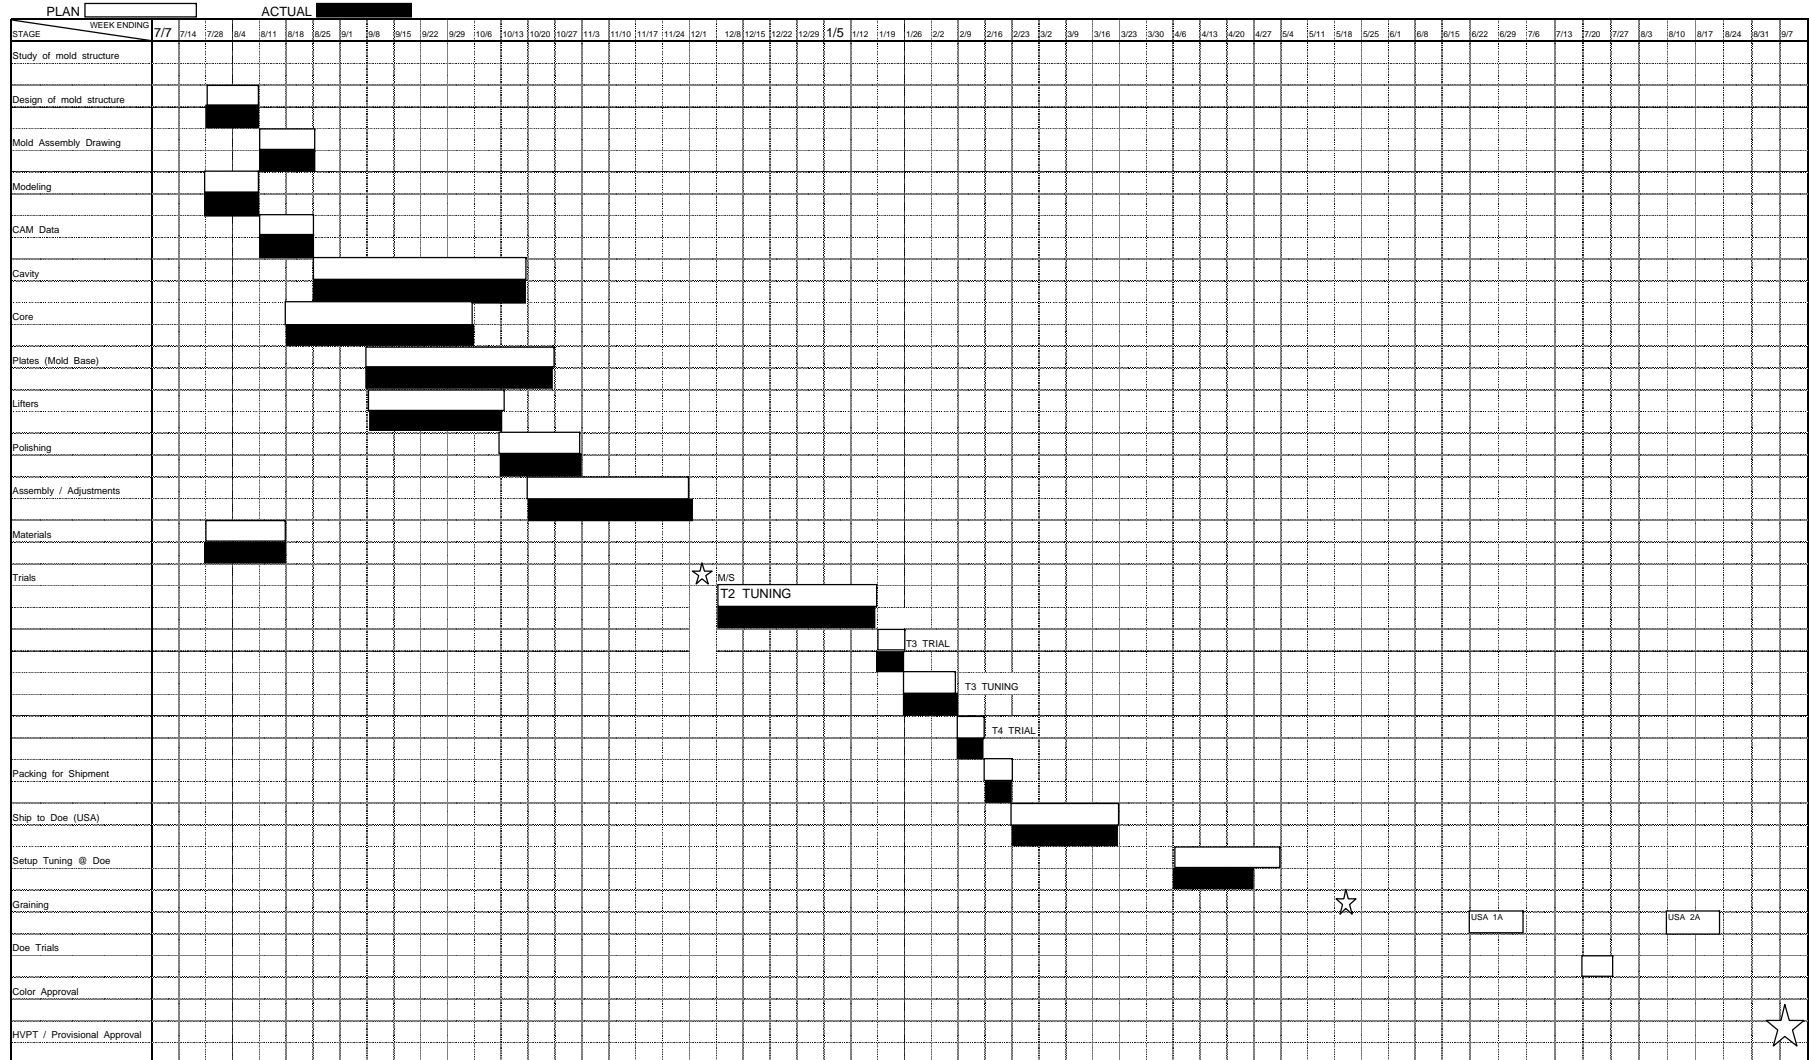 PLAN ACTUAL
WEEK ENDING
STAGE 7/7 7/14 7/28 8/4 8/11 8/18 8/25 9/1 9/8 9/15 9/22 9/29 10/6 10/13 10/20 10/27 11/3 11/10 11/17 11/24 12/1 12/8 12/15 12/22 12/29 1/5 1/12 1/19 1/26 2/2 2/9 2/16 2/23 3/2 3/9 3/16 3/23 3/30 4/6 4/13 4/20 4/27 5/4 5/11 5/18 5/25 6/1 6/8 6/15 6/22 6/29 7/6 7/13 7/20 7/27 8/3 8/10 8/17 8/24 8/31 9/7
Study of mold structure
Design of mold structure
Mold Assembly Drawing
Modeling
CAM Data
Cavity
Core
Plates (Mold Base)
Lifters
Polishing
Assembly / Adjustments
Materials
Trials M/S
T2 TUNING
T3 TRIAL
T3 TUNING
T4 TRIAL
Packing for Shipment
Ship to Doe (USA)
Setup Tuning @ Doe
Graining
USA 1A USA 2A
Doe Trials
Color Approval
HVPT / Provisional Approval